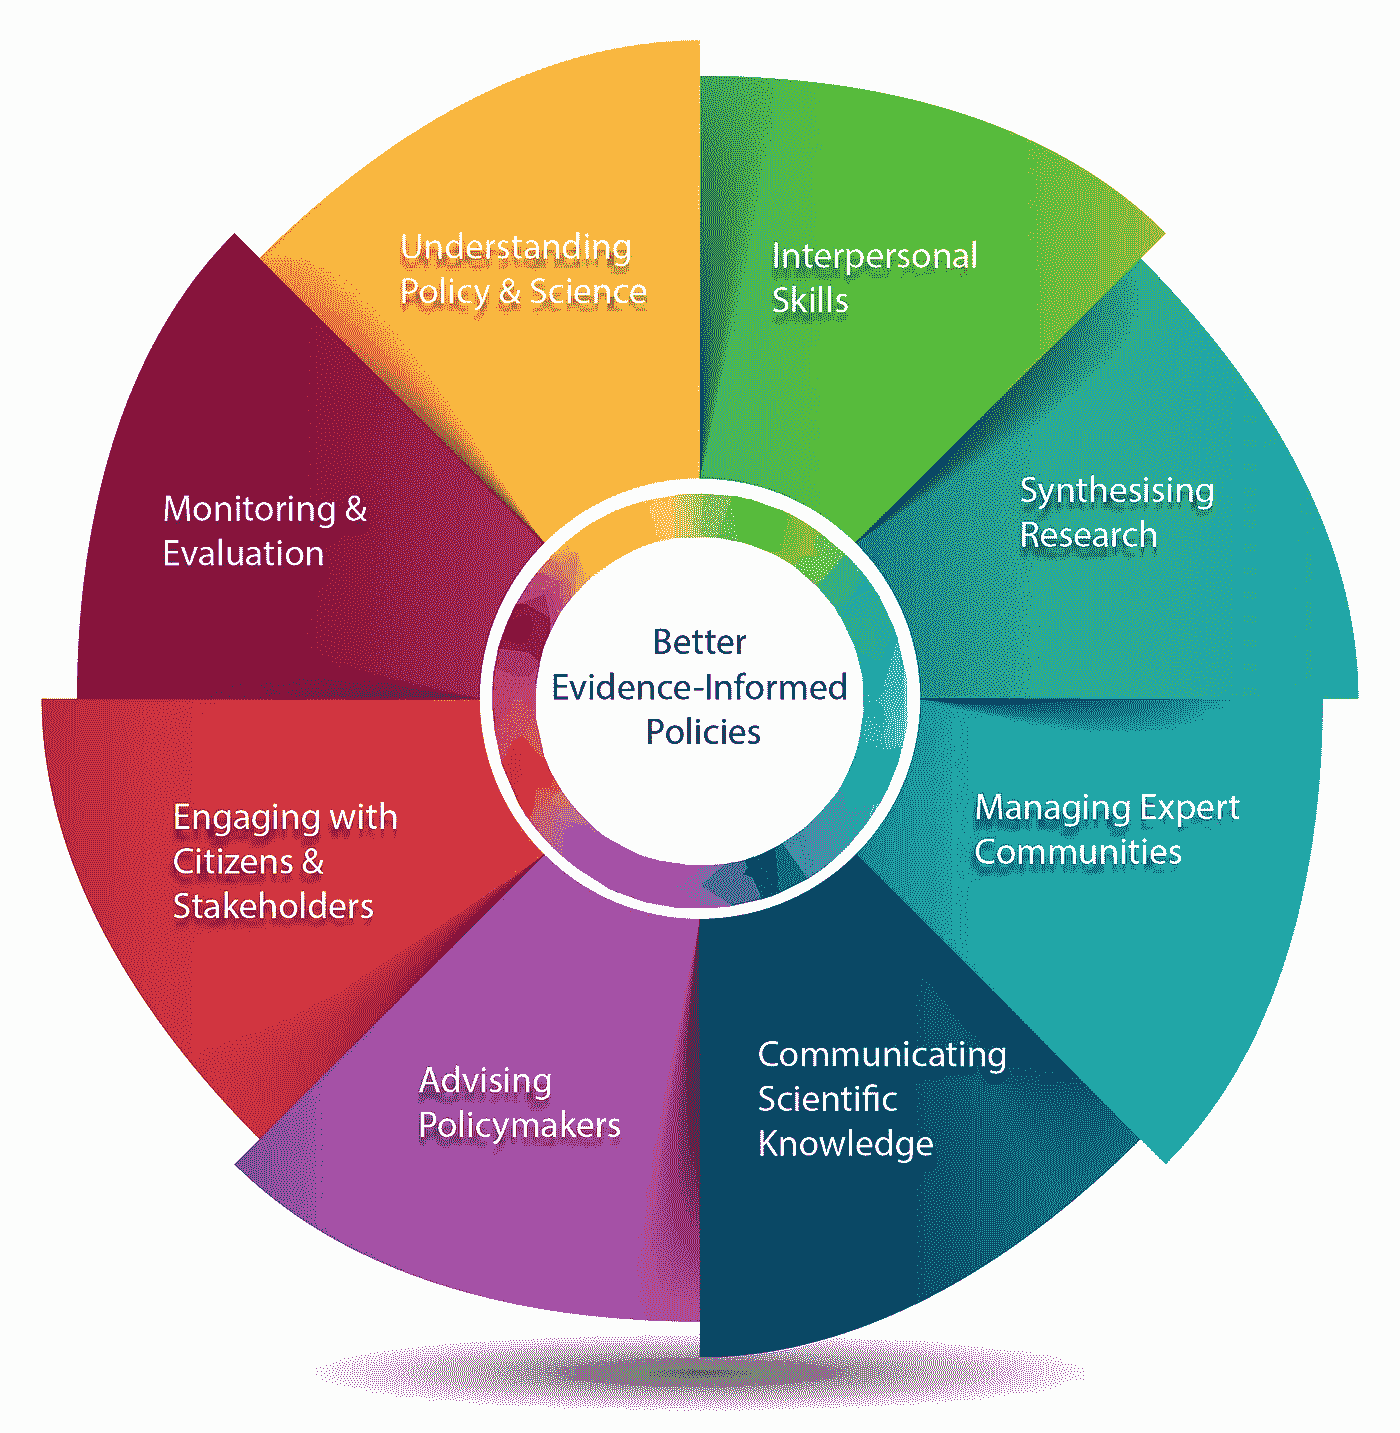 Understanding
Policy & Science
Interpersonal
Skills
Synthesising
Research
Managing Expert
Communities
Communicating
Scientific
Knowledge
Advising
Policymakers
Engaging with
Citizens &
Stakeholders
Monitoring &
Evaluation
Better
Evidence-Informed
Policies